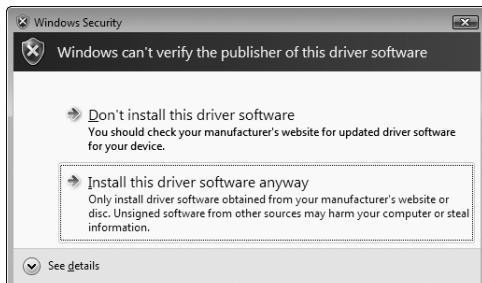 Windows Security
Windows can't verify the publisher of this driver software
Don't install this driver software
You should check your manufacturer's website for updated driver software
for your device.
Install this driver software anyway
Only install driver software obtained from your manufacturer's website or
disc. Unsigned software from other sources may harm your computer or steal
information.
See details